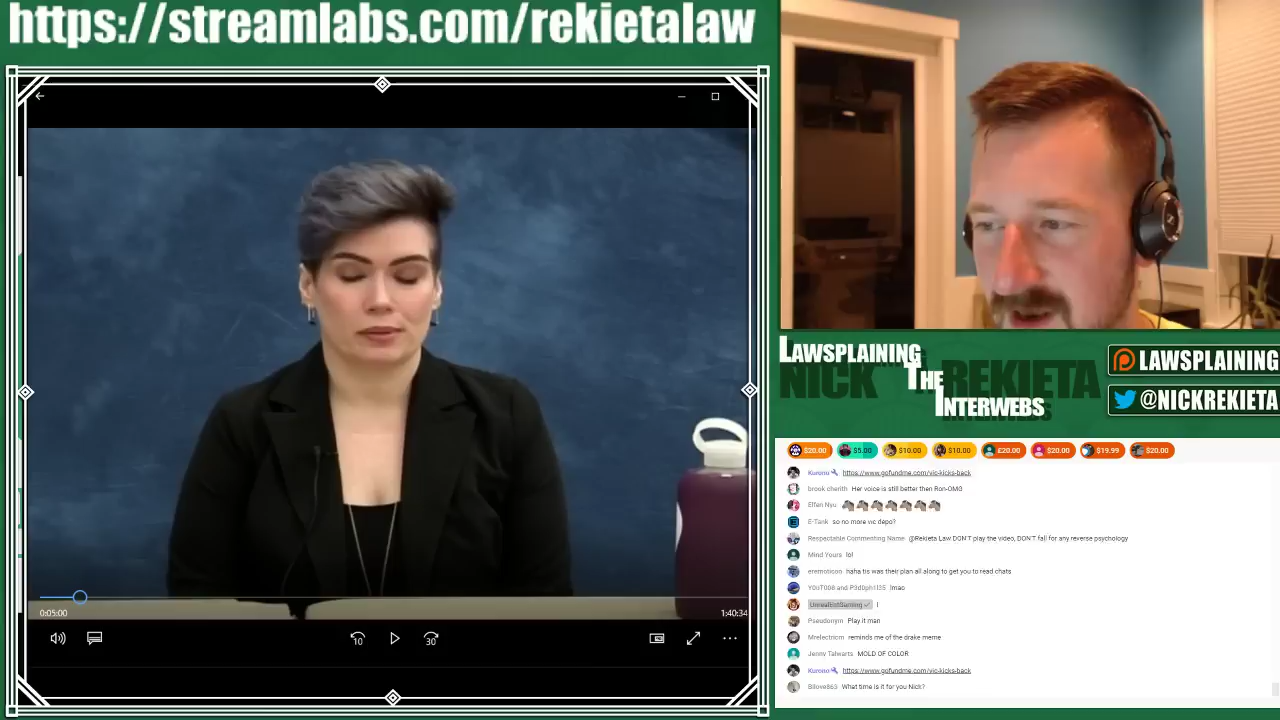 https://streamlabs.com/rekietalaw
0:05:00
1:40:34
10
30
LAWSPLAINING
THE
INTERWEBS
NICK REKIETA
LAWSPLAINING
@NICKREKIETA
$20.00 $5.00 $10.00 $10.00 £20.00 $20.00 $19.99 $20.00
Kurono https://www.gofundme.com/vic-kicks-back
brook cherith Her voice is still better then Ron-OMG
Elfen Nyu
E-Tank so no more vic depo?
Respectable Commenting Name @Rekieta Law DON'T play the video, DON'T fall for any reverse psychology
Mind Yours lol
eremoticon haha tis was their plan all along to get you to read chats
lmao
UnrealEntGaming
Pseudonym Play it man
Mrelectricm reminds me of the drake meme
Jenny Talwarts MOLD OF COLOR
Kurono https://www.gofundme.com/vic-kicks-back
What time is it for you Nick?